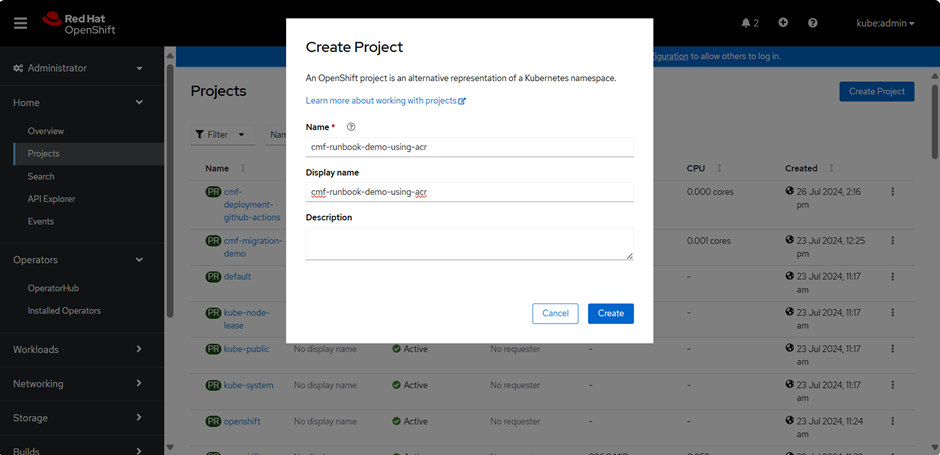 Red Hat
OpenShift
2
kube:admin
Administrator
Home
Overview
Projects
Search
API Explorer
Events
Operators
OperatorHub
Installed Operators
Workloads
Networking
Storage
Builds
to allow others to log in.
Projects
Create Project
Filter
Name
CPU
Created
PR cmf-
deployment-
github-actions
0.000 cores
26 Jul 2024, 2:16
pm
PR cmf-migration-
demo
0.001 cores
23 Jul 2024, 12:25
pm
PR default
-
23 Jul 2024, 11:17
am
PR kube-node-
lease
-
23 Jul 2024, 11:17
am
PR kube-public
No display name
Active
No requester
-
-
23 Jul 2024, 11:17
am
PR kube-system
No display name
Active
No requester
-
-
23 Jul 2024, 11:17
am
PR openshift
No display name
Active
No requester
-
-
23 Jul 2024, 11:24
am
Create Project
An OpenShift project is an alternative representation of a Kubernetes namespace.
Learn more about working with projects
Name *
cmf-runbook-demo-using-acr
Display name
cmf-runbook-demo-using-acr
Description
Cancel
Create